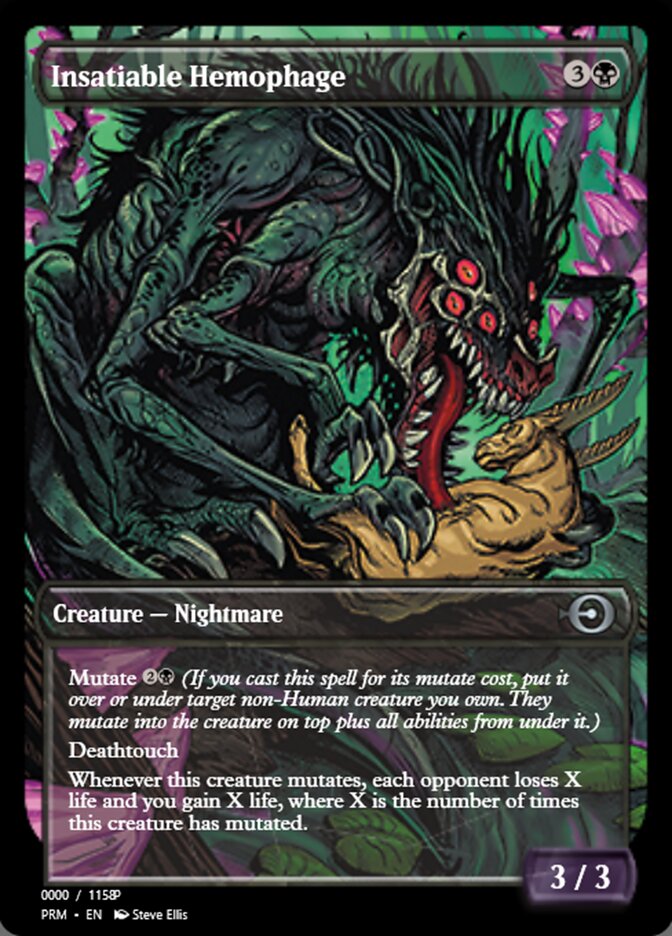 Insatiable Hemophage 3
Creature — Nightmare
Mutate 2 (If you cast this spell for its mutate cost, put it
over or under target non-Human creature you own. They
mutate into the creature on top plus all abilities from under it.)
Deathtouch
Whenever this creature mutates, each opponent loses X
life and you gain X life, where X is the number of times
this creature has mutated.
3 / 3
0000 / 1158P
PRM • EN Steve Ellis